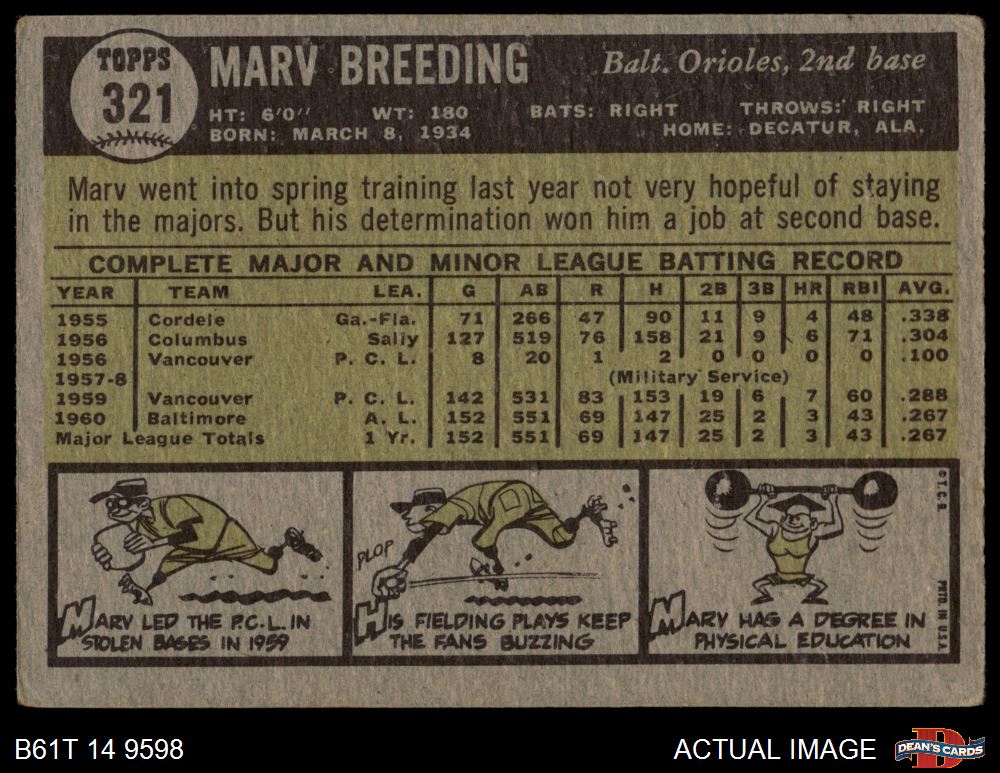 TOPPS
321
MARV BREEDING
Balt. Orioles, 2nd base
HT: 6'0" WT: 180 BATS: RIGHT THROWS: RIGHT
BORN: MARCH 8, 1934 HOME: DECATUR, ALA.
Marv went into spring training last year not very hopeful of staying
in the majors. But his determination won him a job at second base.
COMPLETE MAJOR AND MINOR LEAGUE BATTING RECORD
YEAR TEAM LEA. G AB R H 2B 3B HR RBI AVG.
1955 Cordele Ga.-Fla. 71 266 47 90 11 9 4 48 .338
1956 Columbus Sally 127 519 76 158 21 9 6 71 .304
1956 Vancouver P. C. L. 8 20 1 2 0 0 0 0 .100
1957-8 (Military Service)
1959 Vancouver P. C. L. 142 531 83 153 19 6 7 60 .288
1960 Baltimore A. L. 152 551 69 147 25 2 3 43 .267
Major League Totals 1 Yr. 152 551 69 147 25 2 3 43 .267
MARV LED THE P.C.L. IN
STOLEN BASES IN 1959
PLOP
HIS FIELDING PLAYS KEEP
THE FANS BUZZING
MARV HAS A DEGREE IN
PHYSICAL EDUCATION
© T. C. G.
PRTD. IN U.S.A.
B61T 14 9598
ACTUAL IMAGE
DEAN'S CARDS